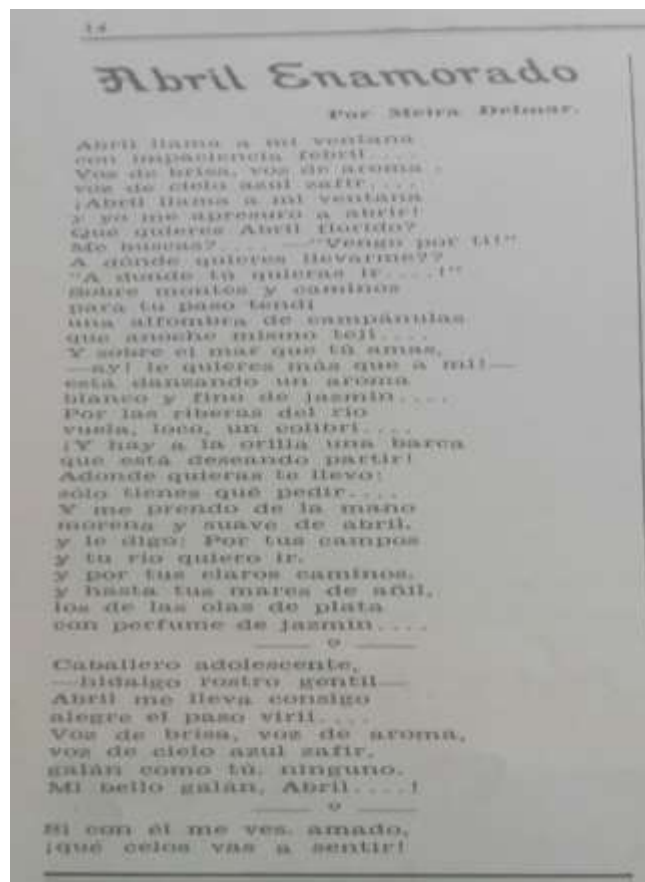 14
Abril Enamorado
Por Meira Delmar.
Abril llama a mi ventana
con impaciencia febril....
Voz de brisa, voz de aroma.
voz de cielo azul zafir....
¡Abril llama a mi ventana
y yo me apresuro a abrir!
Qué quieres Abril florido?
Me buscas?.... —"Vengo por ti!"
A dónde quieres llevarme??
"A donde tú quieras ir....!"
Sobre montes y caminos
para tu paso tendí
una alfombra de campánulas
que anoche mismo tejí....
Y sobre el mar que tú amas,
—ay! le quieres más que a mí!—
está danzando un aroma
blanco y fino de jazmín....
Por las riberas del río
vuela, loco, un colibrí....
¡Y hay a la orilla una barca
que está deseando partir!
Adonde quieras te llevo:
sólo tienes qué pedir....
Y me prendo de la mano
morena y suave de abril.
y le digo: Por tus campos
y tu río quiero ir.
y por tus claros caminos.
y hasta tus mares de añil,
los de las olas de plata
con perfume de jazmín....
—— o ——
Caballero adolescente,
—hidalgo rostro gentil—
Abril me lleva consigo
alegre el paso viril....
Voz de brisa, voz de aroma,
voz de cielo azul zafir,
galán como tú, ninguno.
Mi bello galán, Abril....!
—— o ——
Si con él me ves, amado,
¡qué celos vas a sentir!